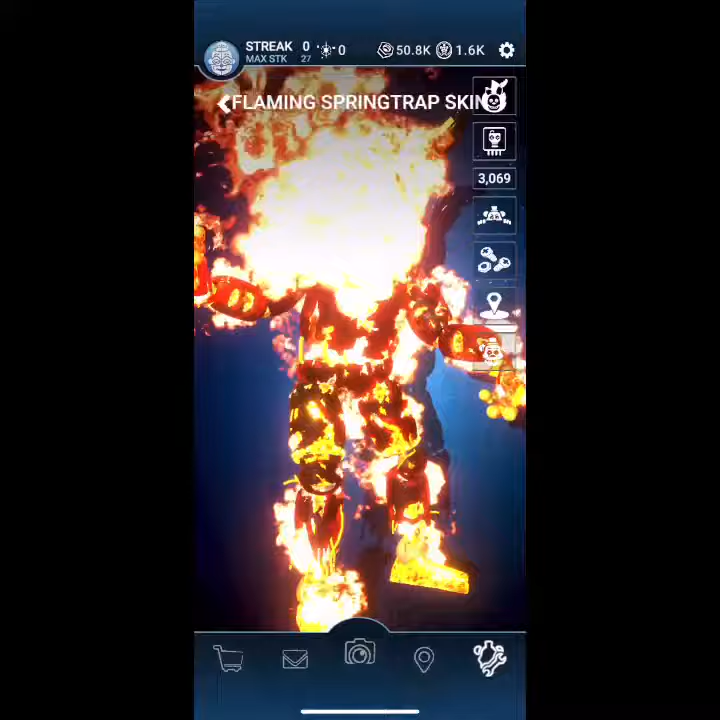 STREAK 0 0 50.8K 1.6K
MAX STK 27
FLAMING SPRINGTRAP SKIN
3,069